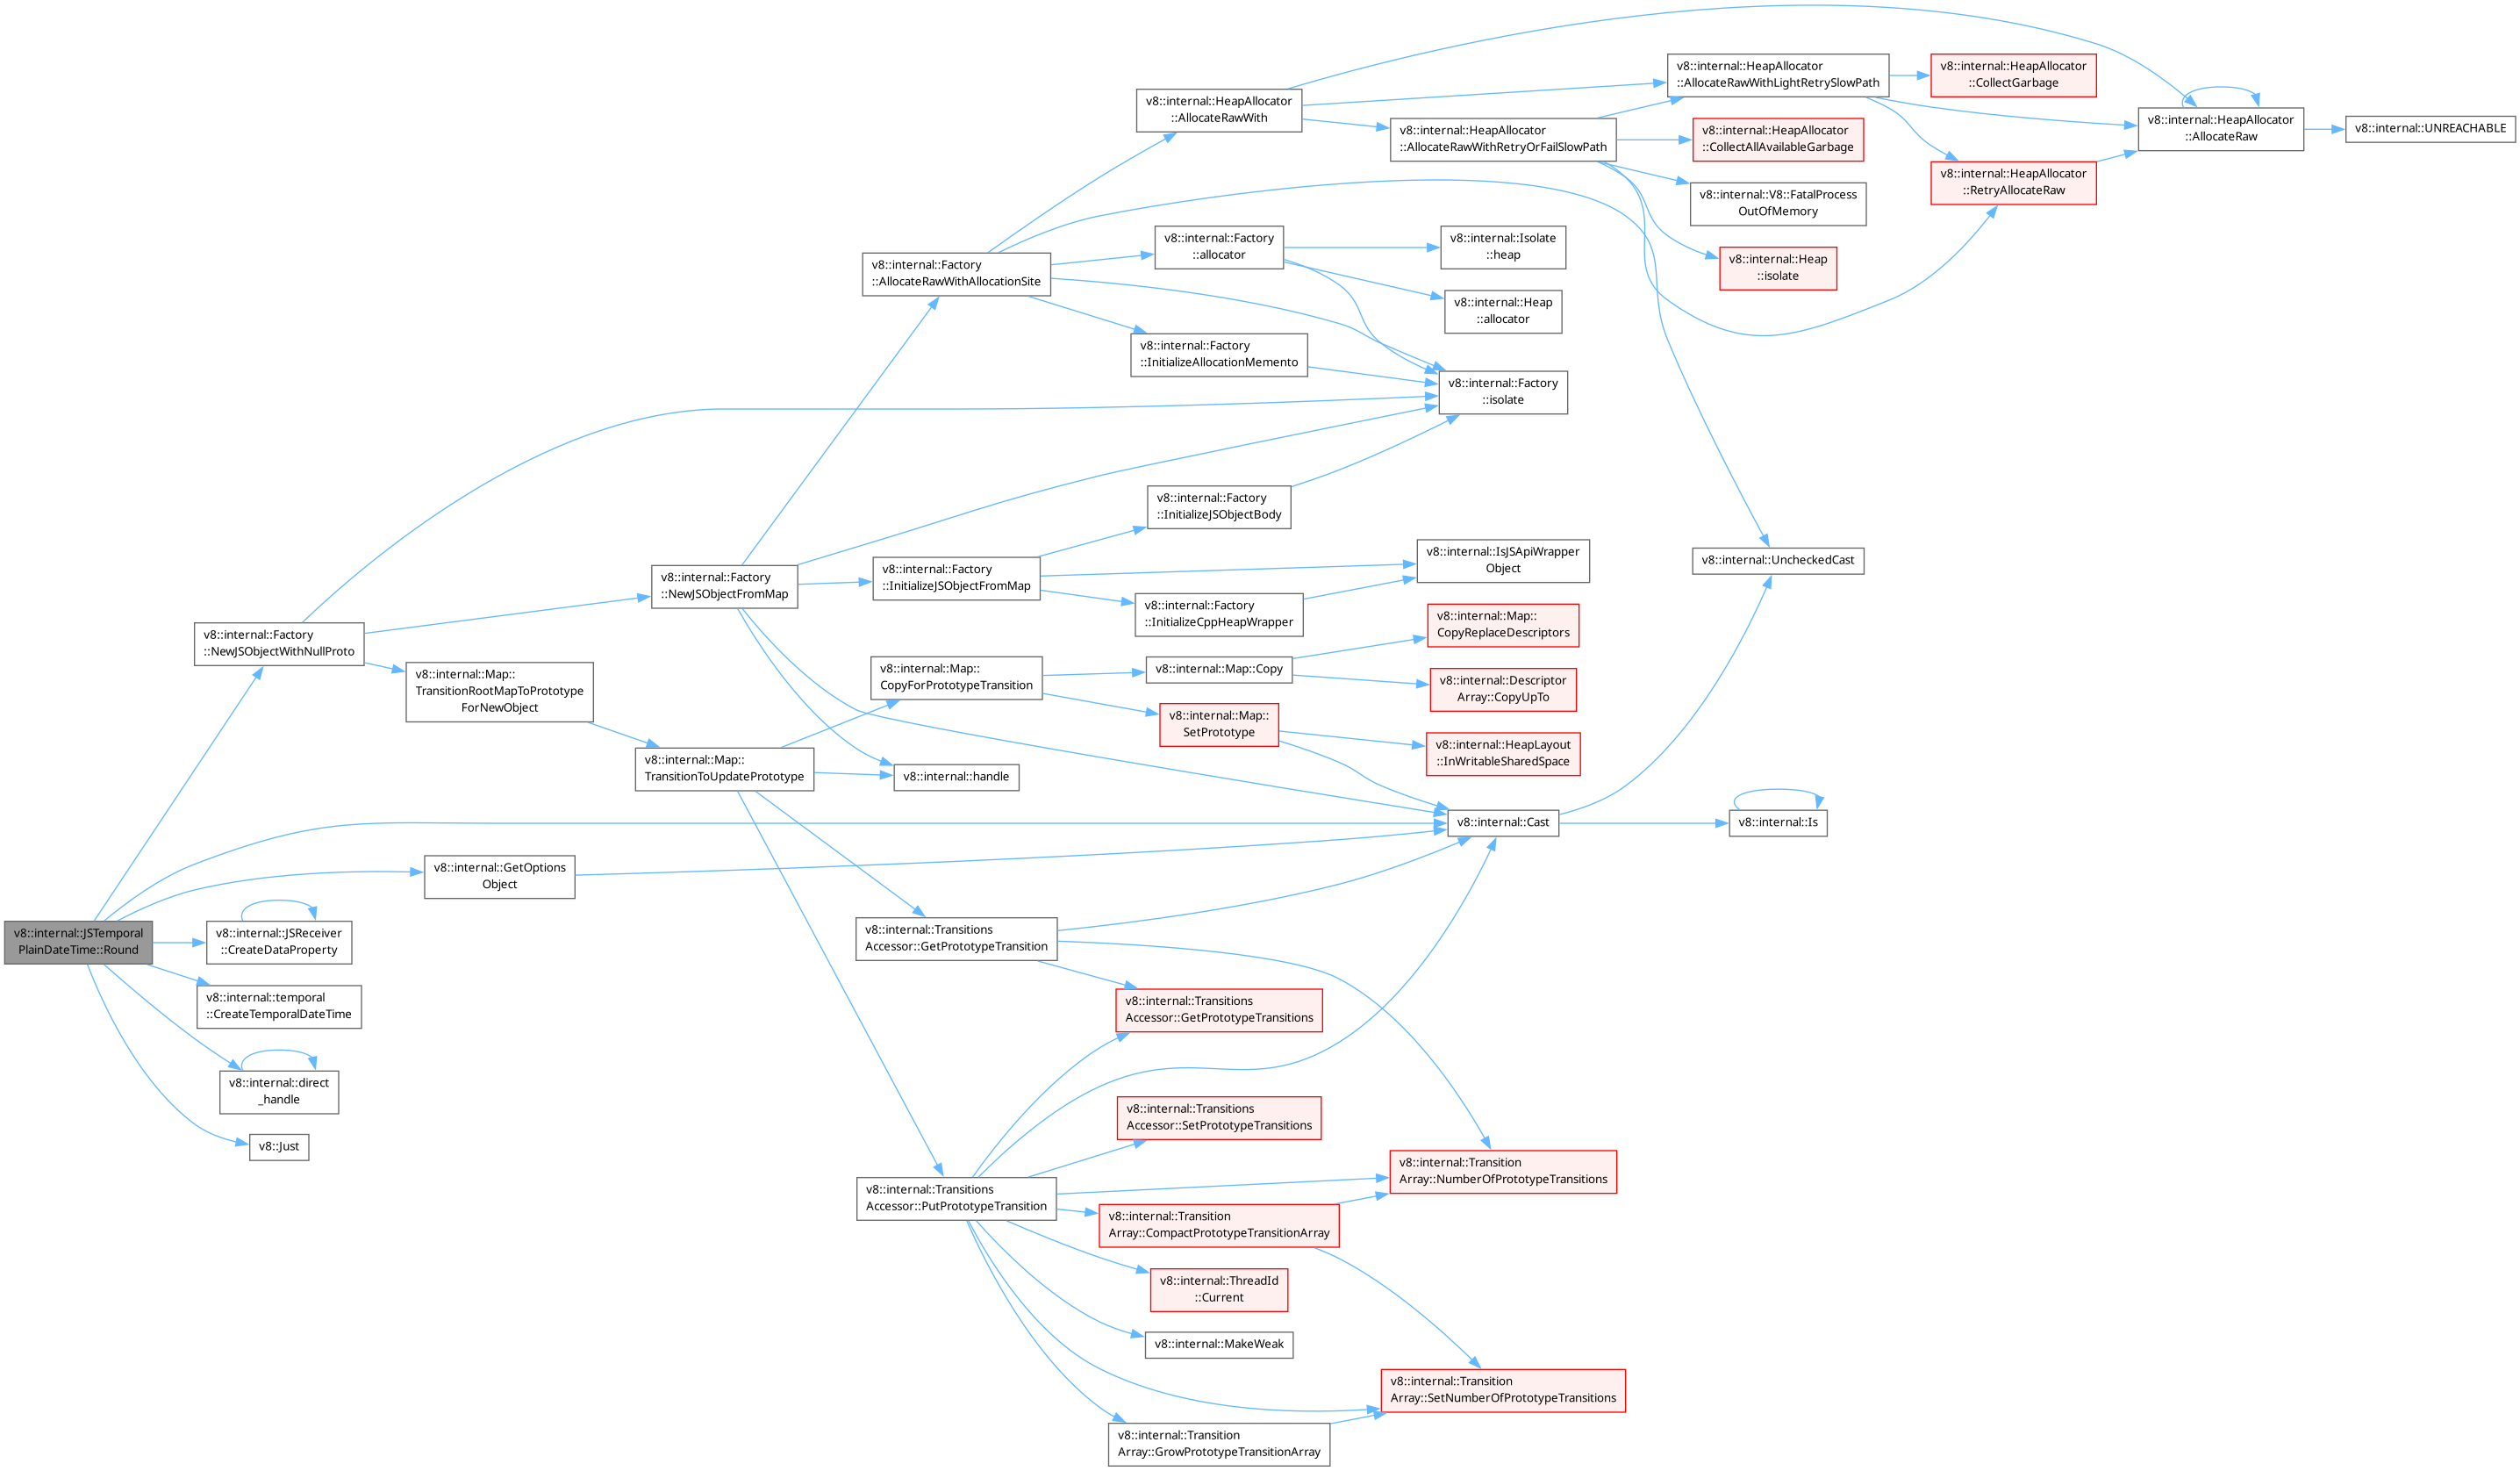 v8::internal::JSTemporal
PlainDateTime::Round
v8::internal::Factory
::NewJSObjectWithNullProto
v8::internal::Factory
::NewJSObjectFromMap
v8::internal::Factory
::AllocateRawWithAllocationSite
v8::internal::HeapAllocator
::AllocateRawWith
v8::internal::HeapAllocator
::AllocateRawWithLightRetrySlowPath
v8::internal::HeapAllocator
::CollectGarbage
v8::internal::HeapAllocator
::AllocateRaw
v8::internal::UNREACHABLE
v8::internal::HeapAllocator
::RetryAllocateRaw
v8::internal::HeapAllocator
::AllocateRawWithRetryOrFailSlowPath
v8::internal::HeapAllocator
::CollectAllAvailableGarbage
v8::internal::V8::FatalProcess
OutOfMemory
v8::internal::Heap
::isolate
v8::internal::Factory
::allocator
v8::internal::Isolate
::heap
v8::internal::Heap
::allocator
v8::internal::Factory
::InitializeAllocationMemento
v8::internal::Factory
::isolate
v8::internal::UncheckedCast
v8::internal::Factory
::InitializeJSObjectFromMap
v8::internal::Factory
::InitializeJSObjectBody
v8::internal::IsJSApiWrapper
Object
v8::internal::Factory
::InitializeCppHeapWrapper
v8::internal::Map::
TransitionRootMapToPrototype
ForNewObject
v8::internal::Map::
TransitionToUpdatePrototype
v8::internal::Map::
CopyForPrototypeTransition
v8::internal::Map::Copy
v8::internal::Map::
CopyReplaceDescriptors
v8::internal::Descriptor
Array::CopyUpTo
v8::internal::Map::
SetPrototype
v8::internal::HeapLayout
::InWritableSharedSpace
v8::internal::handle
v8::internal::Cast
v8::internal::Is
v8::internal::GetOptions
Object
v8::internal::JSReceiver
::CreateDataProperty
v8::internal::temporal
::CreateTemporalDateTime
v8::internal::direct
_handle
v8::Just
v8::internal::Transitions
Accessor::GetPrototypeTransition
v8::internal::Transitions
Accessor::GetPrototypeTransitions
v8::internal::Transitions
Accessor::SetPrototypeTransitions
v8::internal::Transition
Array::NumberOfPrototypeTransitions
v8::internal::Transitions
Accessor::PutPrototypeTransition
v8::internal::Transition
Array::CompactPrototypeTransitionArray
v8::internal::ThreadId
::Current
v8::internal::MakeWeak
v8::internal::Transition
Array::SetNumberOfPrototypeTransitions
v8::internal::Transition
Array::GrowPrototypeTransitionArray